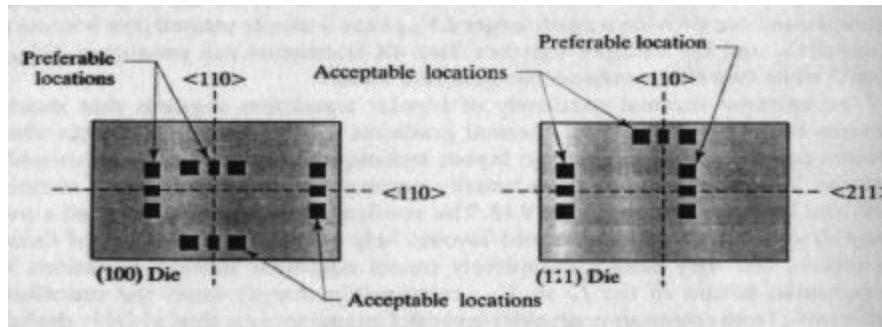 Preferable
locations
<110>
Acceptable locations
Preferable location
<110>
<110>
<211>
(100) Die
(111) Die
Acceptable locations